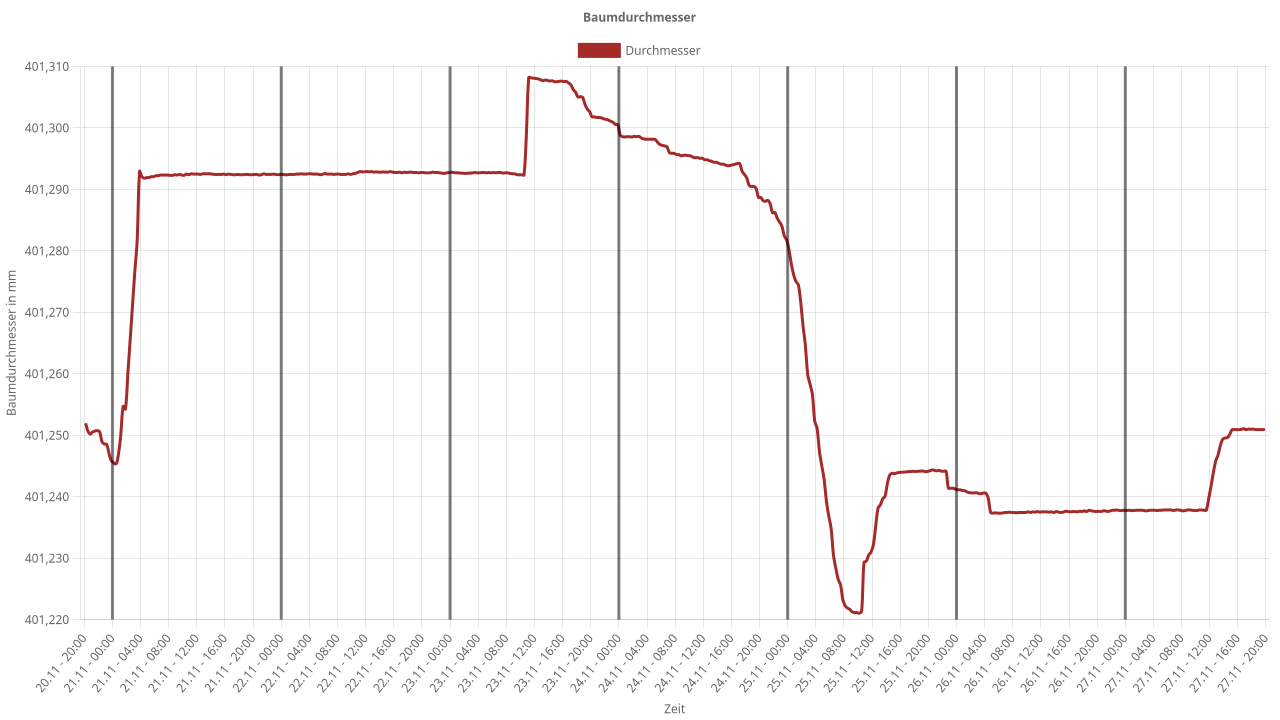 Baumdurchmesser
Durchmesser
401,310
401,300
401,290
401,280
401,270
401,260
401,250
401,240
401,230
401,220
Baumdurchmesser in mm
20.11 - 20:00
21.11 - 00:00
21.11 - 04:00
21.11 - 08:00
21.11 - 12:00
21.11 - 16:00
21.11 - 20:00
22.11 - 00:00
22.11 - 04:00
22.11 - 08:00
22.11 - 12:00
22.11 - 16:00
22.11 - 20:00
23.11 - 00:00
23.11 - 04:00
23.11 - 08:00
23.11 - 12:00
23.11 - 16:00
23.11 - 20:00
24.11 - 00:00
24.11 - 04:00
24.11 - 08:00
24.11 - 12:00
24.11 - 16:00
24.11 - 20:00
25.11 - 00:00
25.11 - 04:00
25.11 - 08:00
25.11 - 12:00
25.11 - 16:00
25.11 - 20:00
26.11 - 00:00
26.11 - 04:00
26.11 - 08:00
26.11 - 12:00
26.11 - 16:00
26.11 - 20:00
27.11 - 00:00
27.11 - 04:00
27.11 - 08:00
27.11 - 12:00
27.11 - 16:00
27.11 - 20:00
Zeit